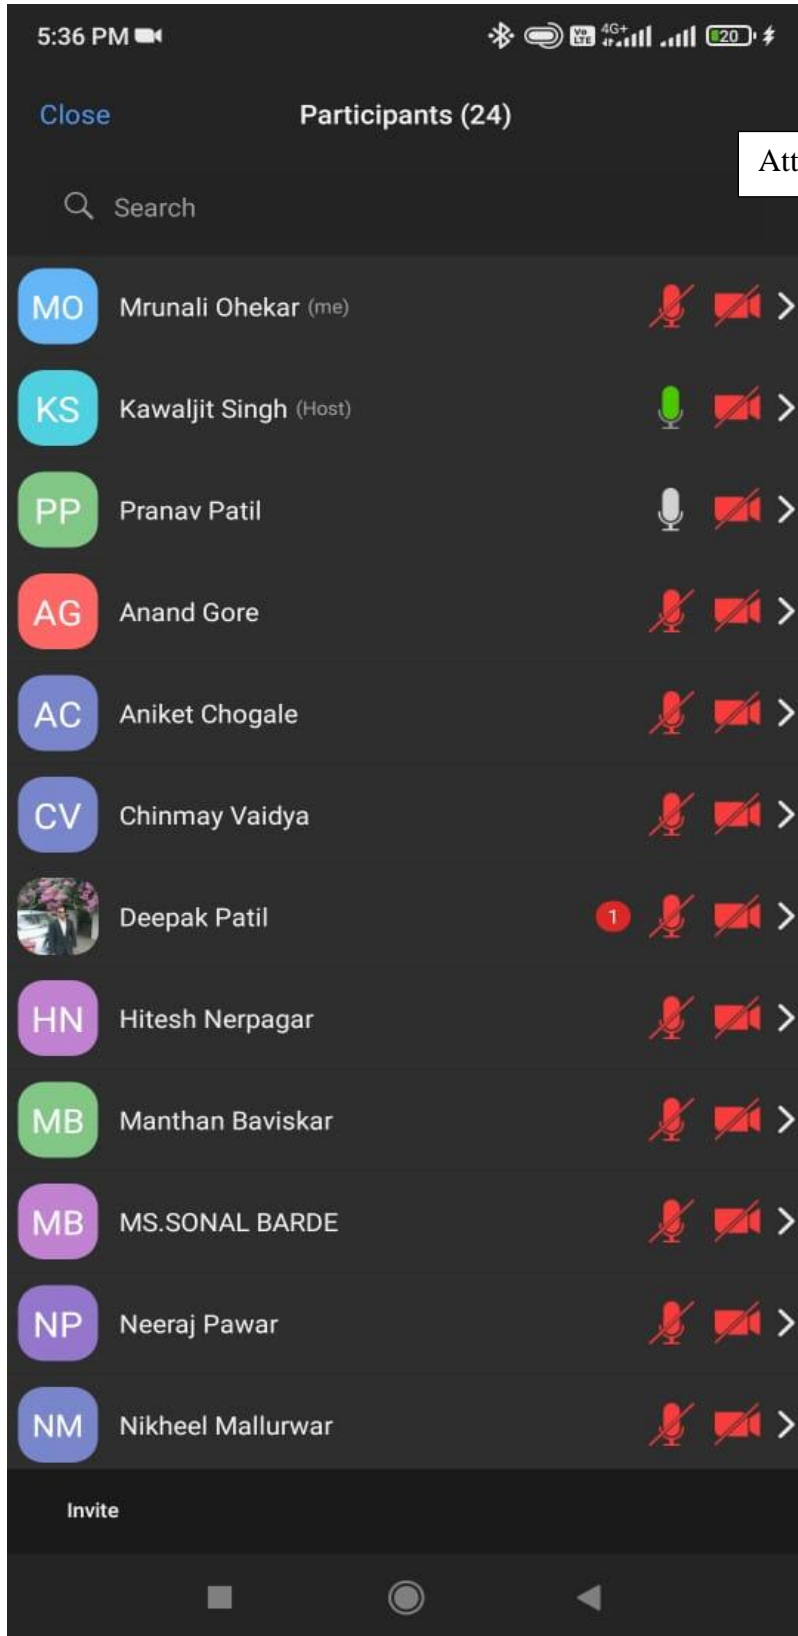 5:36 PM
Vo LTE 4G+ 20
Close Participants (24)
Att
Search
MO Mrunali Ohekar (me)
KS Kawaljit Singh (Host)
PP Pranav Patil
AG Anand Gore
AC Aniket Chogale
CV Chinmay Vaidya
Deepak Patil 1
HN Hitesh Nerpagar
MB Manthan Baviskar
MB MS.SONAL BARDE
NP Neeraj Pawar
NM Nikheel Mallurwar
Invite